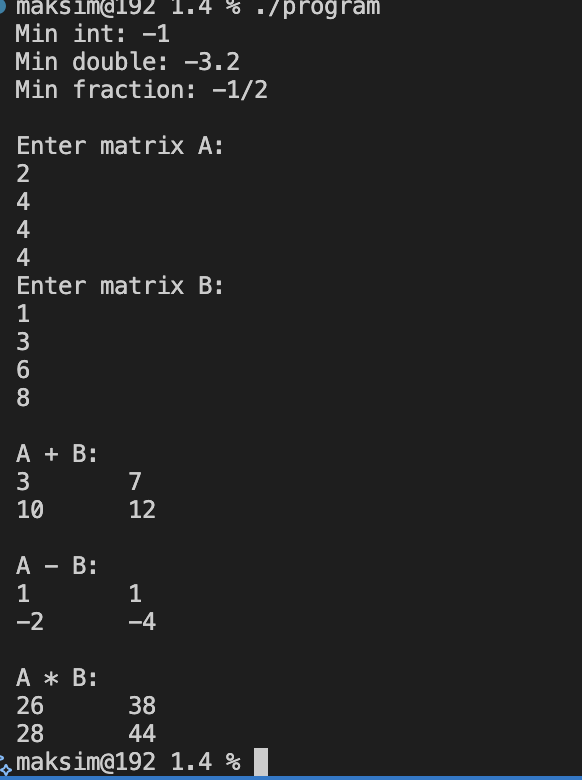 maksim@192 1.4 % ./program
Min int: -1
Min double: -3.2
Min fraction: -1/2
Enter matrix A:
2
4
4
4
Enter matrix B:
1
3
6
8
A + B:
3 7
10 12
A - B:
1 1
-2 -4
A * B:
26 38
28 44
maksim@192 1.4 %